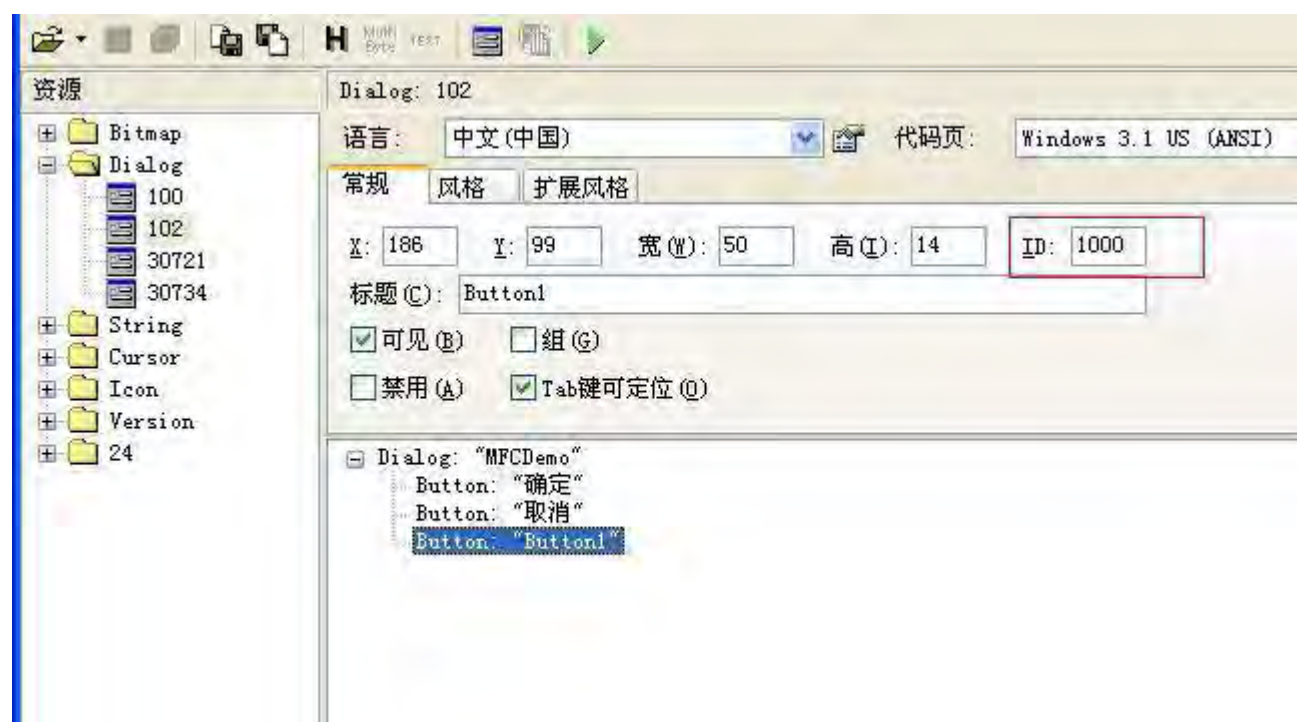 H Multi Byte TEST
资源
Dialog: 102
Bitmap
Dialog
100
102
30721
30734
String
Cursor
Icon
Version
24
语言: 中文(中国) 代码页: Windows 3.1 US (ANSI)
常规 风格 扩展风格
X: 186 Y: 99 宽(W): 50 高(I): 14 ID: 1000
标题(C): Button1
可见(B) 组(G)
禁用(A) Tab键可定位(O)
Dialog: "MFCDemo"
Button: "确定"
Button: "取消"
Button: "Button1"